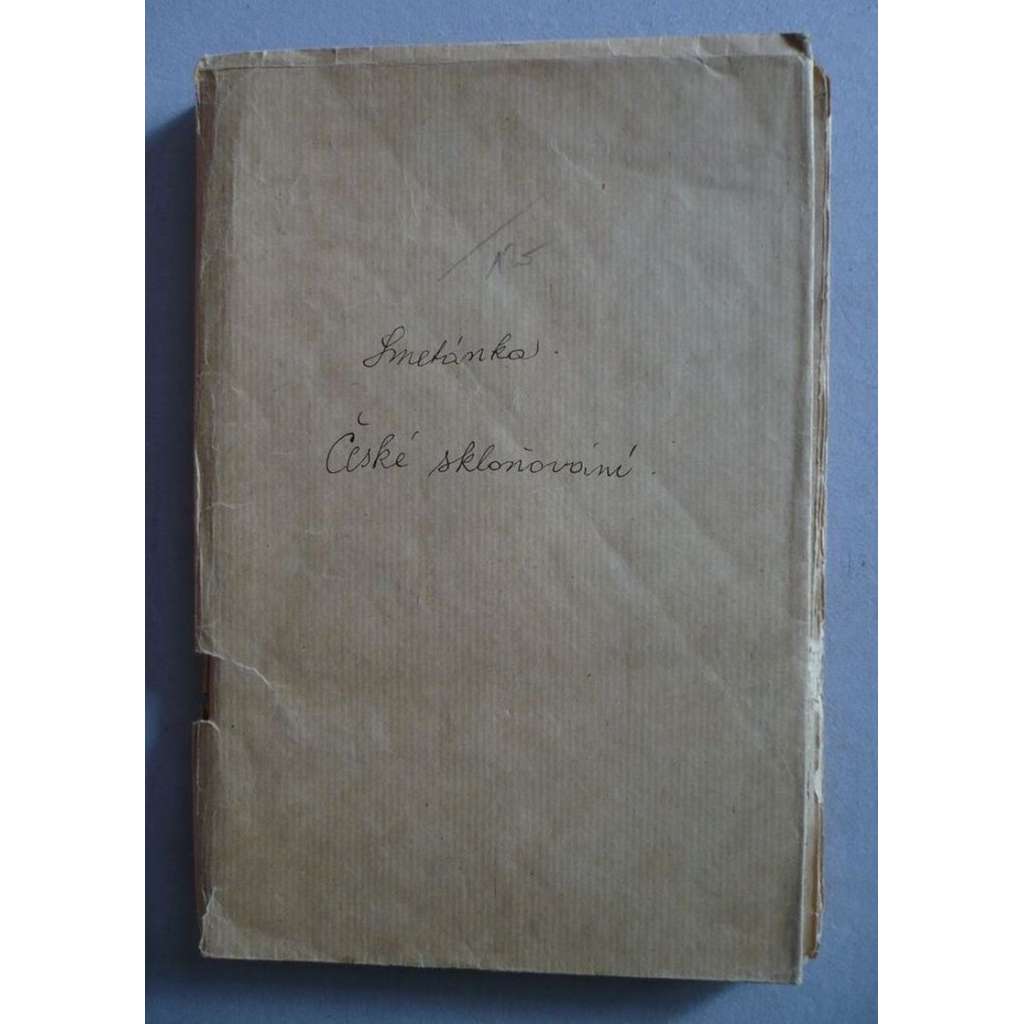 Smetánka.
České skloňování.